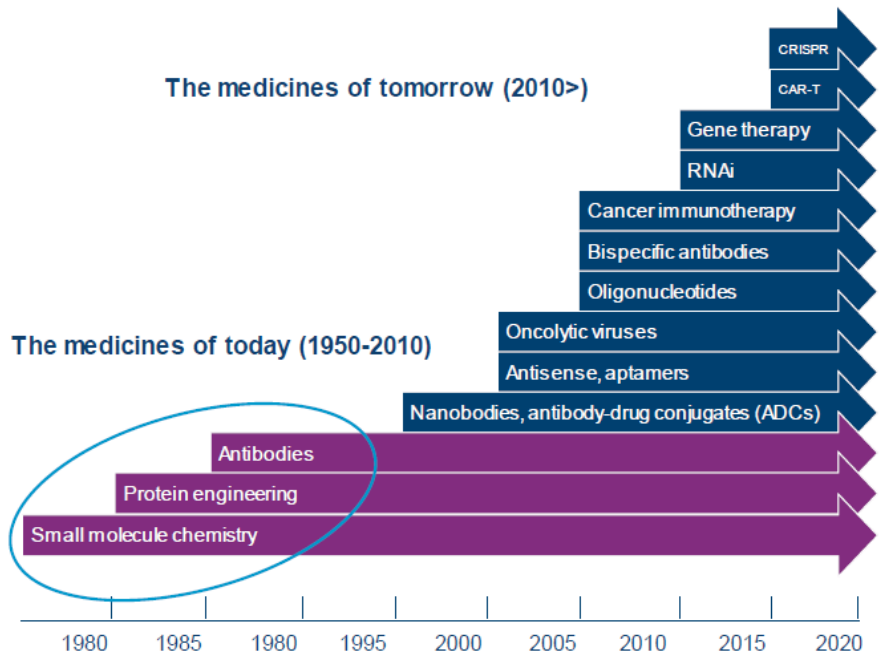 CRISPR
The medicines of tomorrow (2010>)
CAR-T
Gene therapy
RNAi
Cancer immunotherapy
Bispecific antibodies
Oligonucleotides
Oncolytic viruses
The medicines of today (1950-2010)
Antisense, aptamers
Nanobodies, antibody-drug conjugates (ADCs)
Antibodies
Protein engineering
Small molecule chemistry
1980 1985 1980 1995 2000 2005 2010 2015 2020